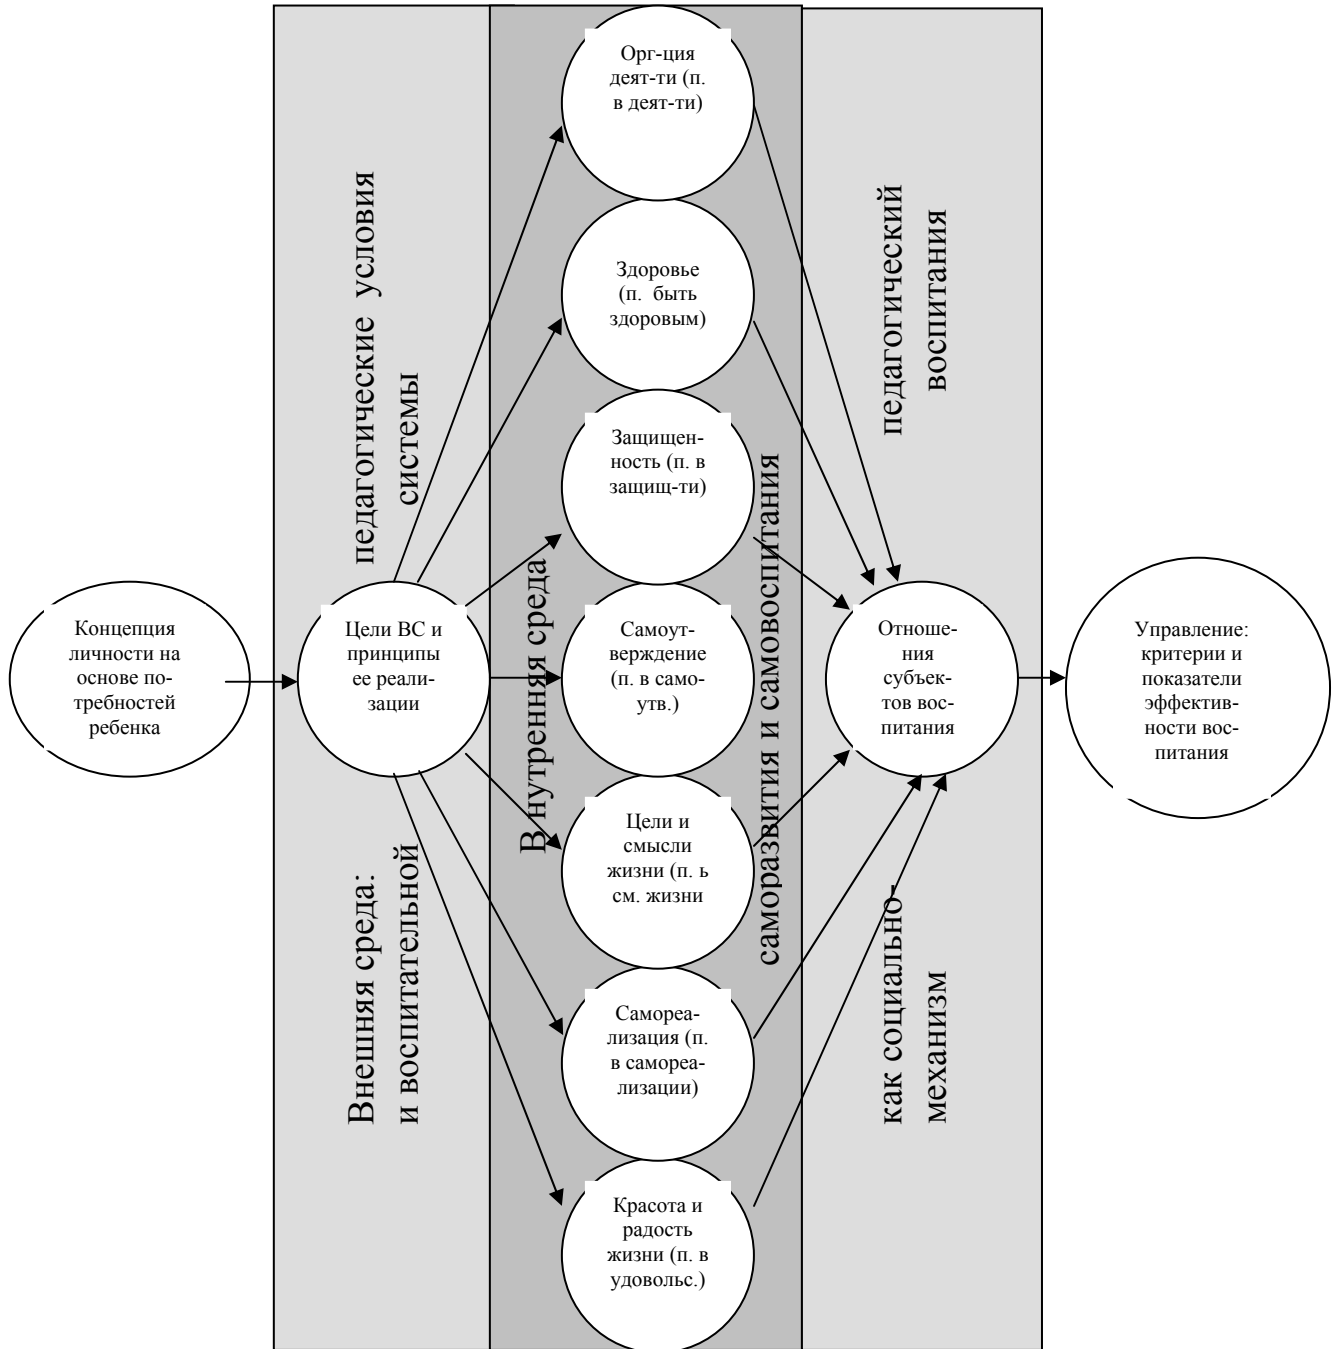 Концепция
личности на
основе по-
требностей
ребенка
Внешняя среда: педагогические условия
и воспитательной системы
Цели ВС и
принципы
ее реали-
зации
Внутренняя среда
саморазвития и самовоспитания
Орг-ция
деят-ти (п.
в деят-ти)
Здоровье
(п. быть
здоровым)
Защищен-
ность (п. в
защищ-ти)
Самоут-
верждение
(п. в само-
утв.)
Цели и
смысли
жизни (п. ь
см. жизни
Самореа-
лизация (п.
в самореа-
лизации)
Красота и
радость
жизни (п. в
удовольс.)
как социально- педагогический
механизм воспитания
Отноше-
ния
субъек-
тов вос-
питания
Управление:
критерии и
показатели
эффектив-
ности вос-
питания